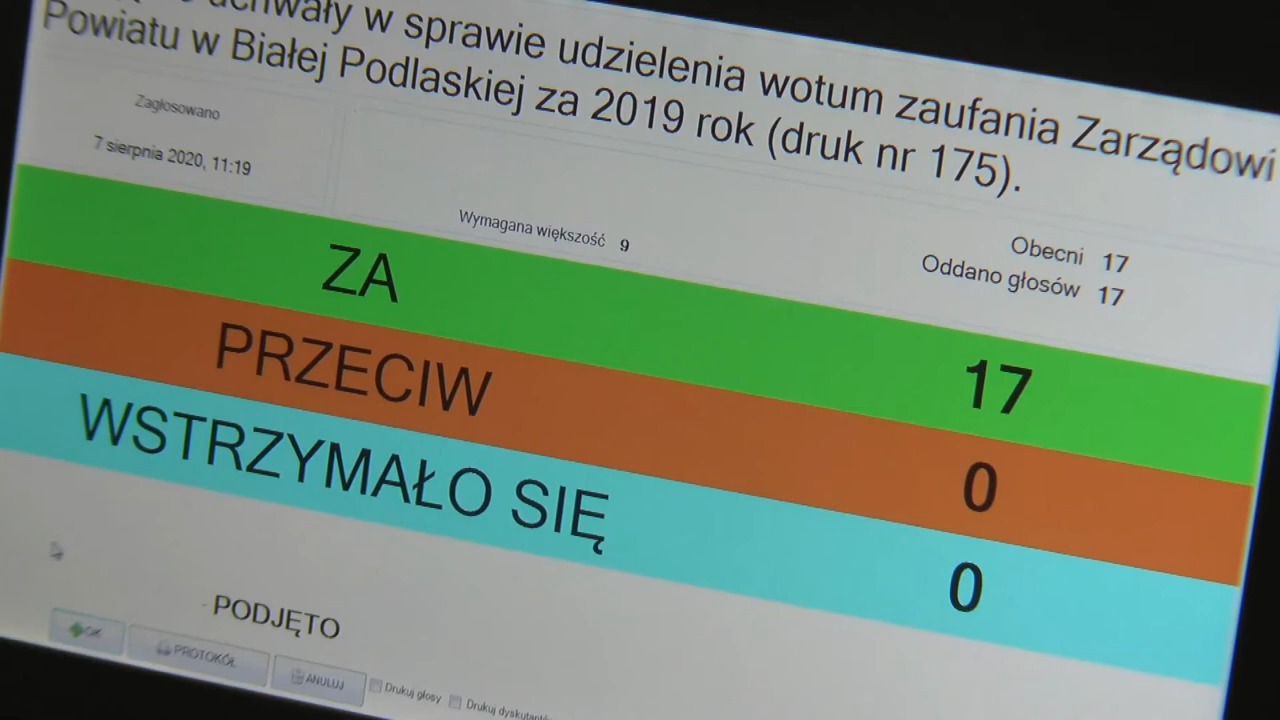 uchwały w sprawie udzielenia wotum zaufania Zarządowi
Powiatu w Białej Podlaskiej za 2019 rok (druk nr 175).
Zagłosowano
7 sierpnia 2020, 11:19
Wymagana większość 9
Obecni 17
Oddano głosów 17
ZA 17
PRZECIW 0
WSTRZYMAŁO SIĘ 0
PODJĘTO
OK PROTOKÓŁ ANULUJ Drukuj głosy Drukuj dyskutantów